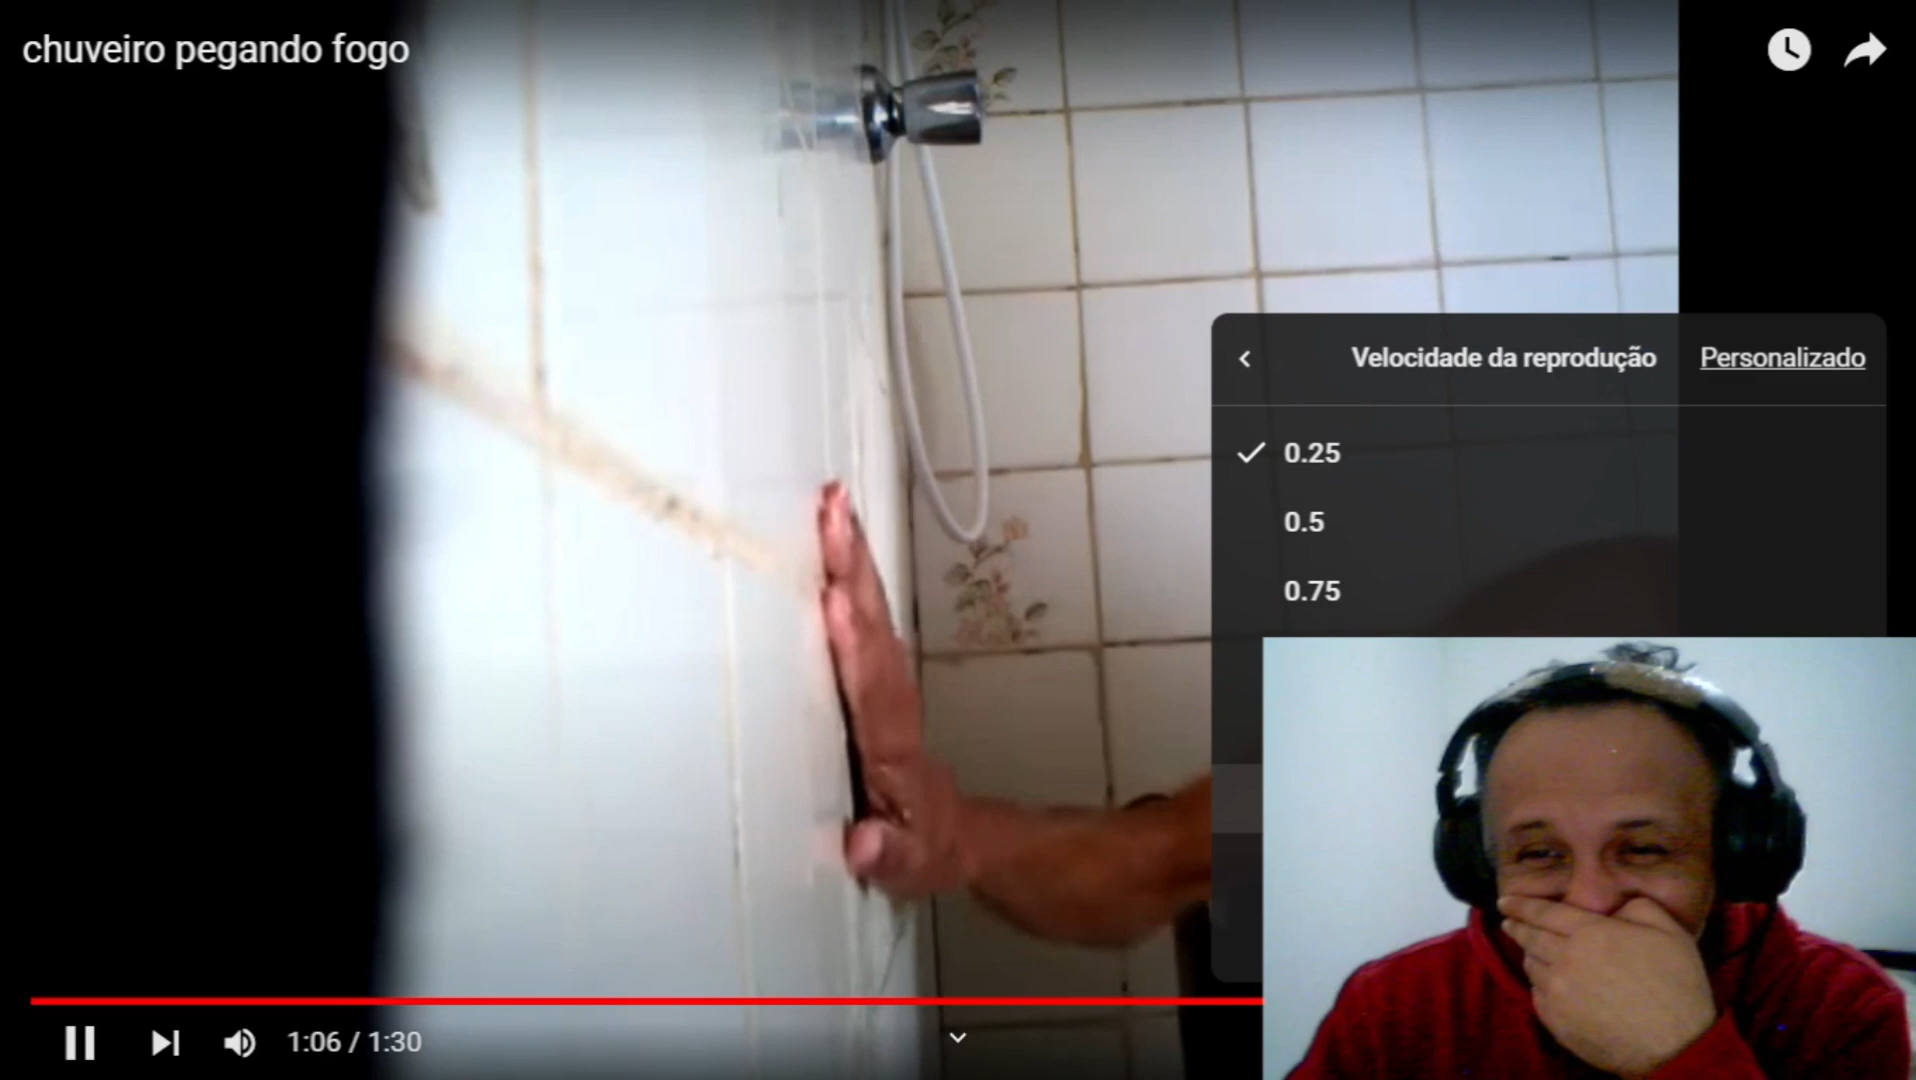 chuveiro pegando fogo
Velocidade da reprodução Personalizado
0.25
0.5
0.75
1:06 / 1:30